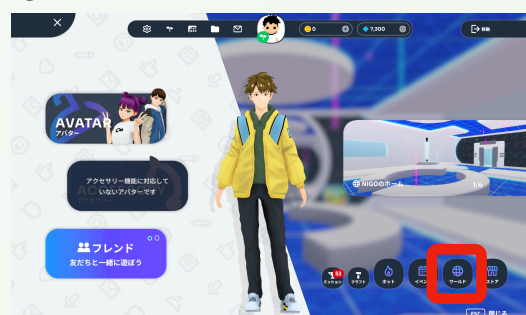 0
7,300
移動
AVATAR
アバター
アクセサリー機能に対応して
いないアバターです
フレンド
友だちと一緒に遊ぼう
NIGOのホーム
1/4
53
ミッション
クラフト
ホット
イベント
ワールド
ストア
ESC 閉じる